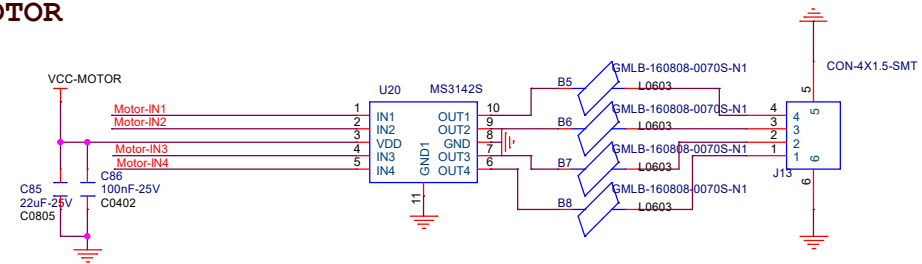 OTOR
VCC-MOTOR
Motor-IN1
Motor-IN2
Motor-IN3
Motor-IN4
C85
22uF-25V
C0805
C86
100nF-25V
C0402
U20 MS3142S
1 IN1 OUT1 10
2 IN2 OUT2 9
3 VDD GND 8
4 IN3 OUT3 7
5 IN4 OUT4 6
GND1
11
B5 GMLB-160808-0070S-N1
L0603
B6 GMLB-160808-0070S-N1
L0603
B7 GMLB-160808-0070S-N1
L0603
B8 GMLB-160808-0070S-N1
L0603
CON-4X1.5-SMT
5 5
4 4
3 3
2 2
1 1
6 6
J13